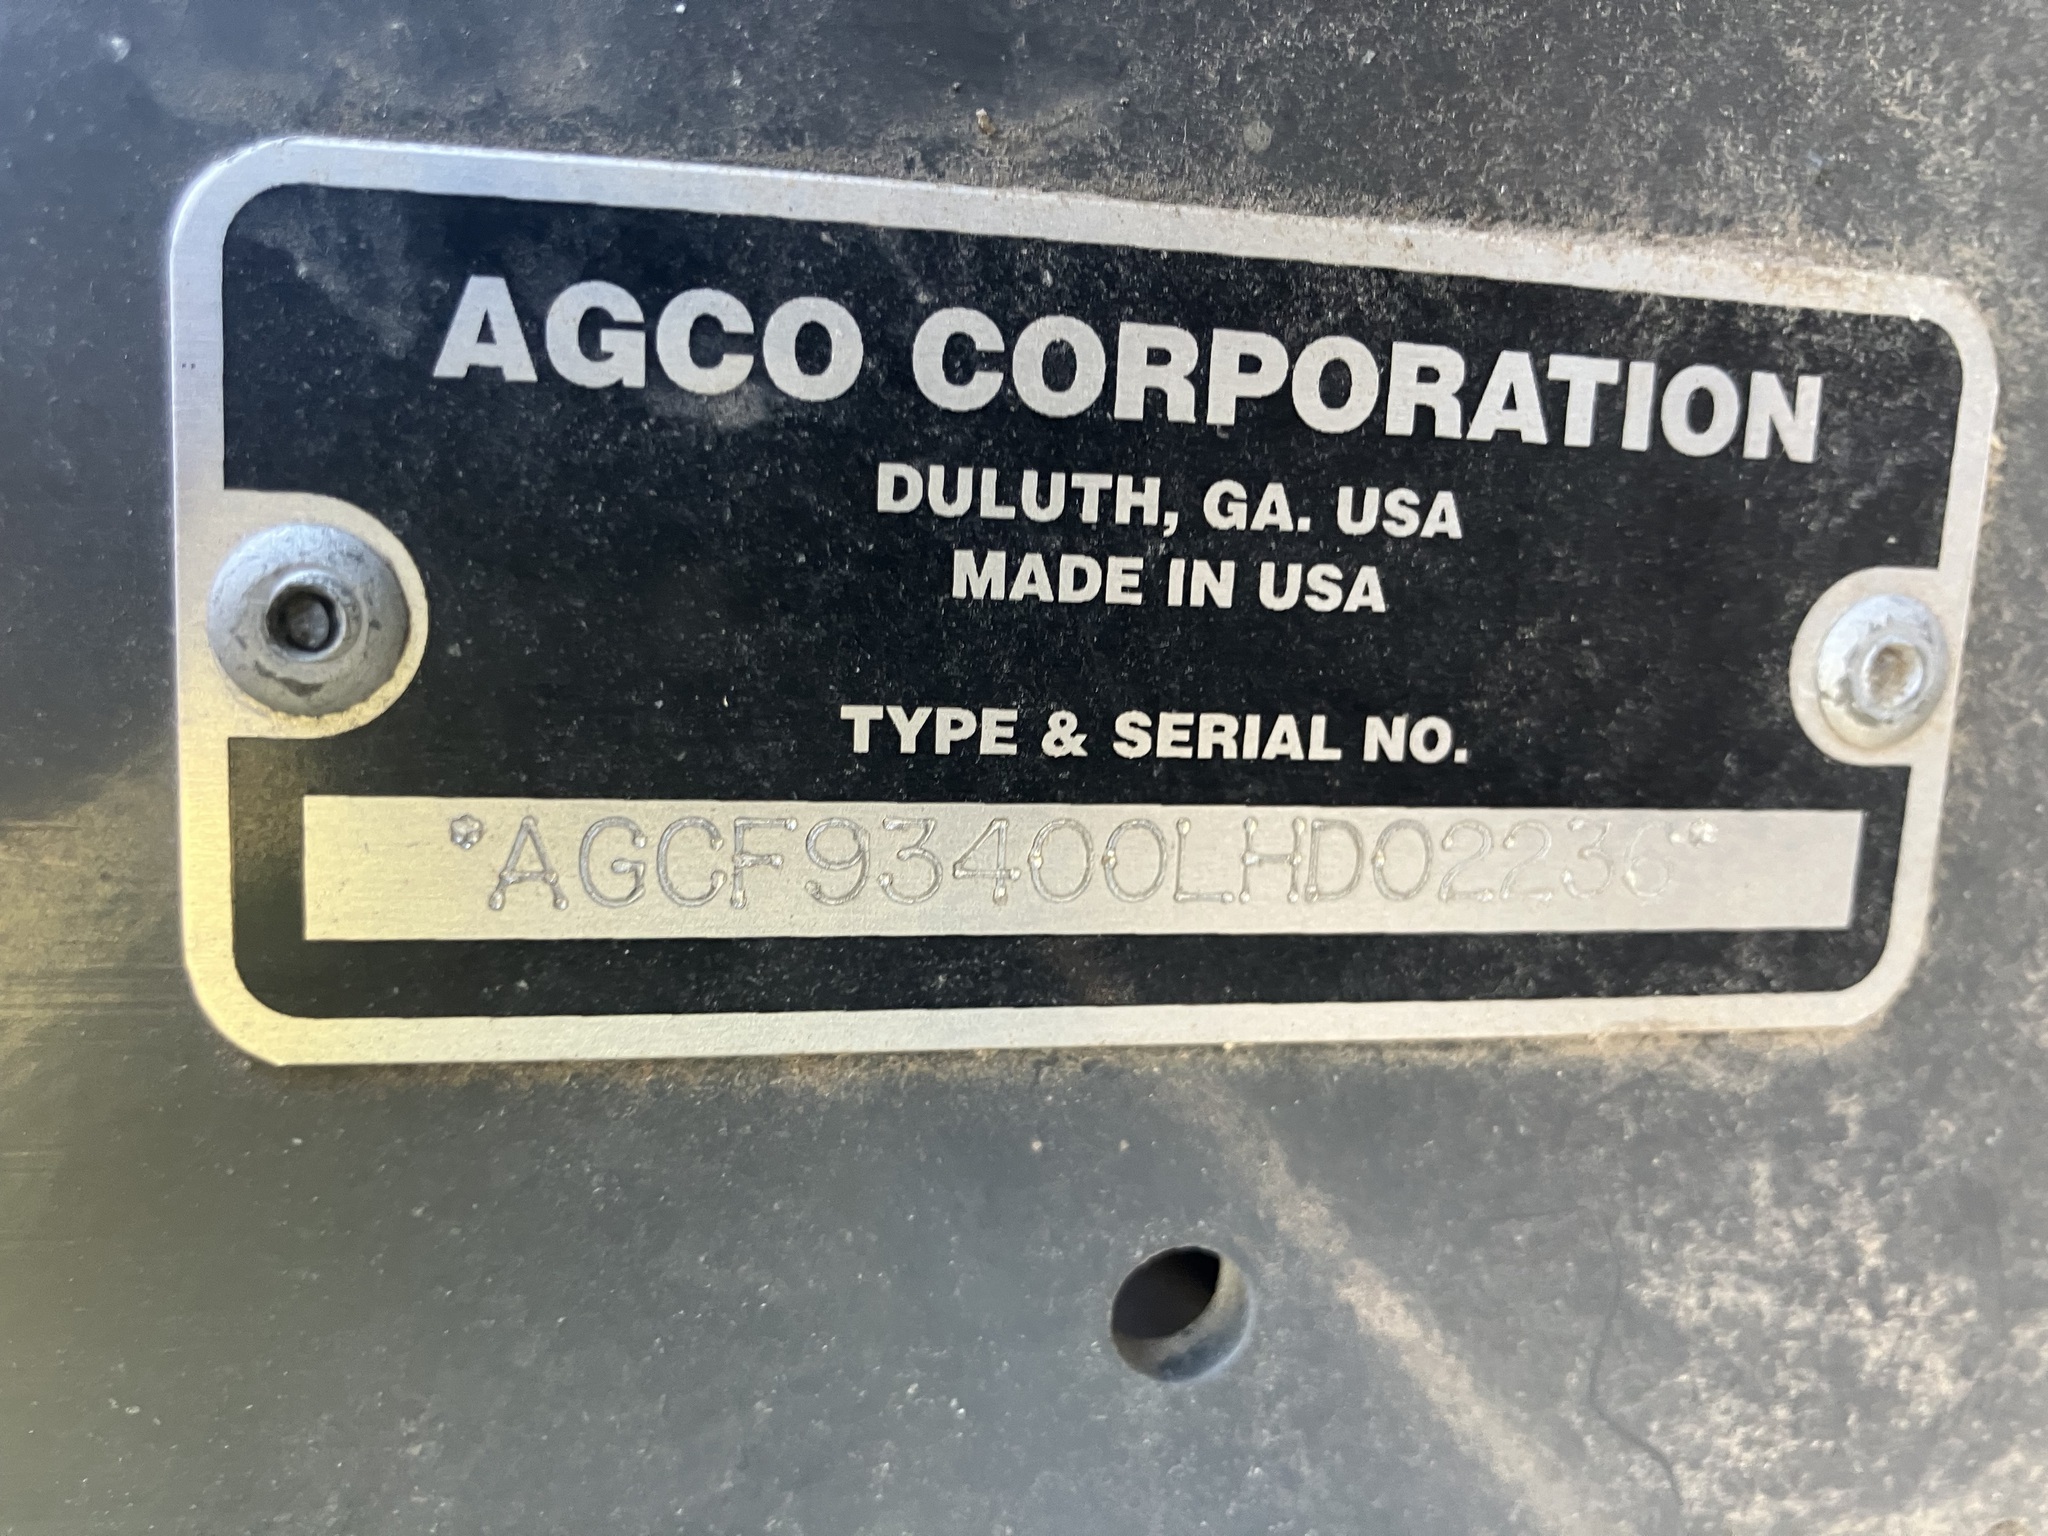 AGCO CORPORATION
DULUTH, GA. USA
MADE IN USA
TYPE & SERIAL NO.
*AGCF93400LHD02236*